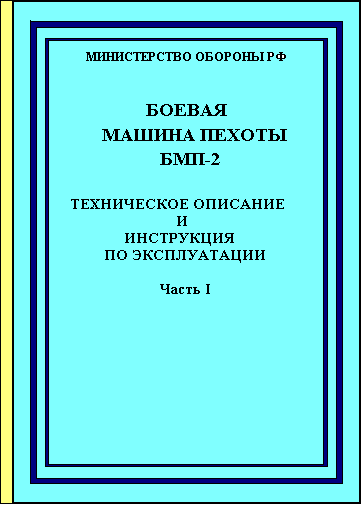 МИНИСТЕРСТВО ОБОРОНЫ РФ
БОЕВАЯ
МАШИНА ПЕХОТЫ
БМП-2
ТЕХНИЧЕСКОЕ ОПИСАНИЕ
И
ИНСТРУКЦИЯ
ПО ЭКСПЛУАТАЦИИ
Часть I